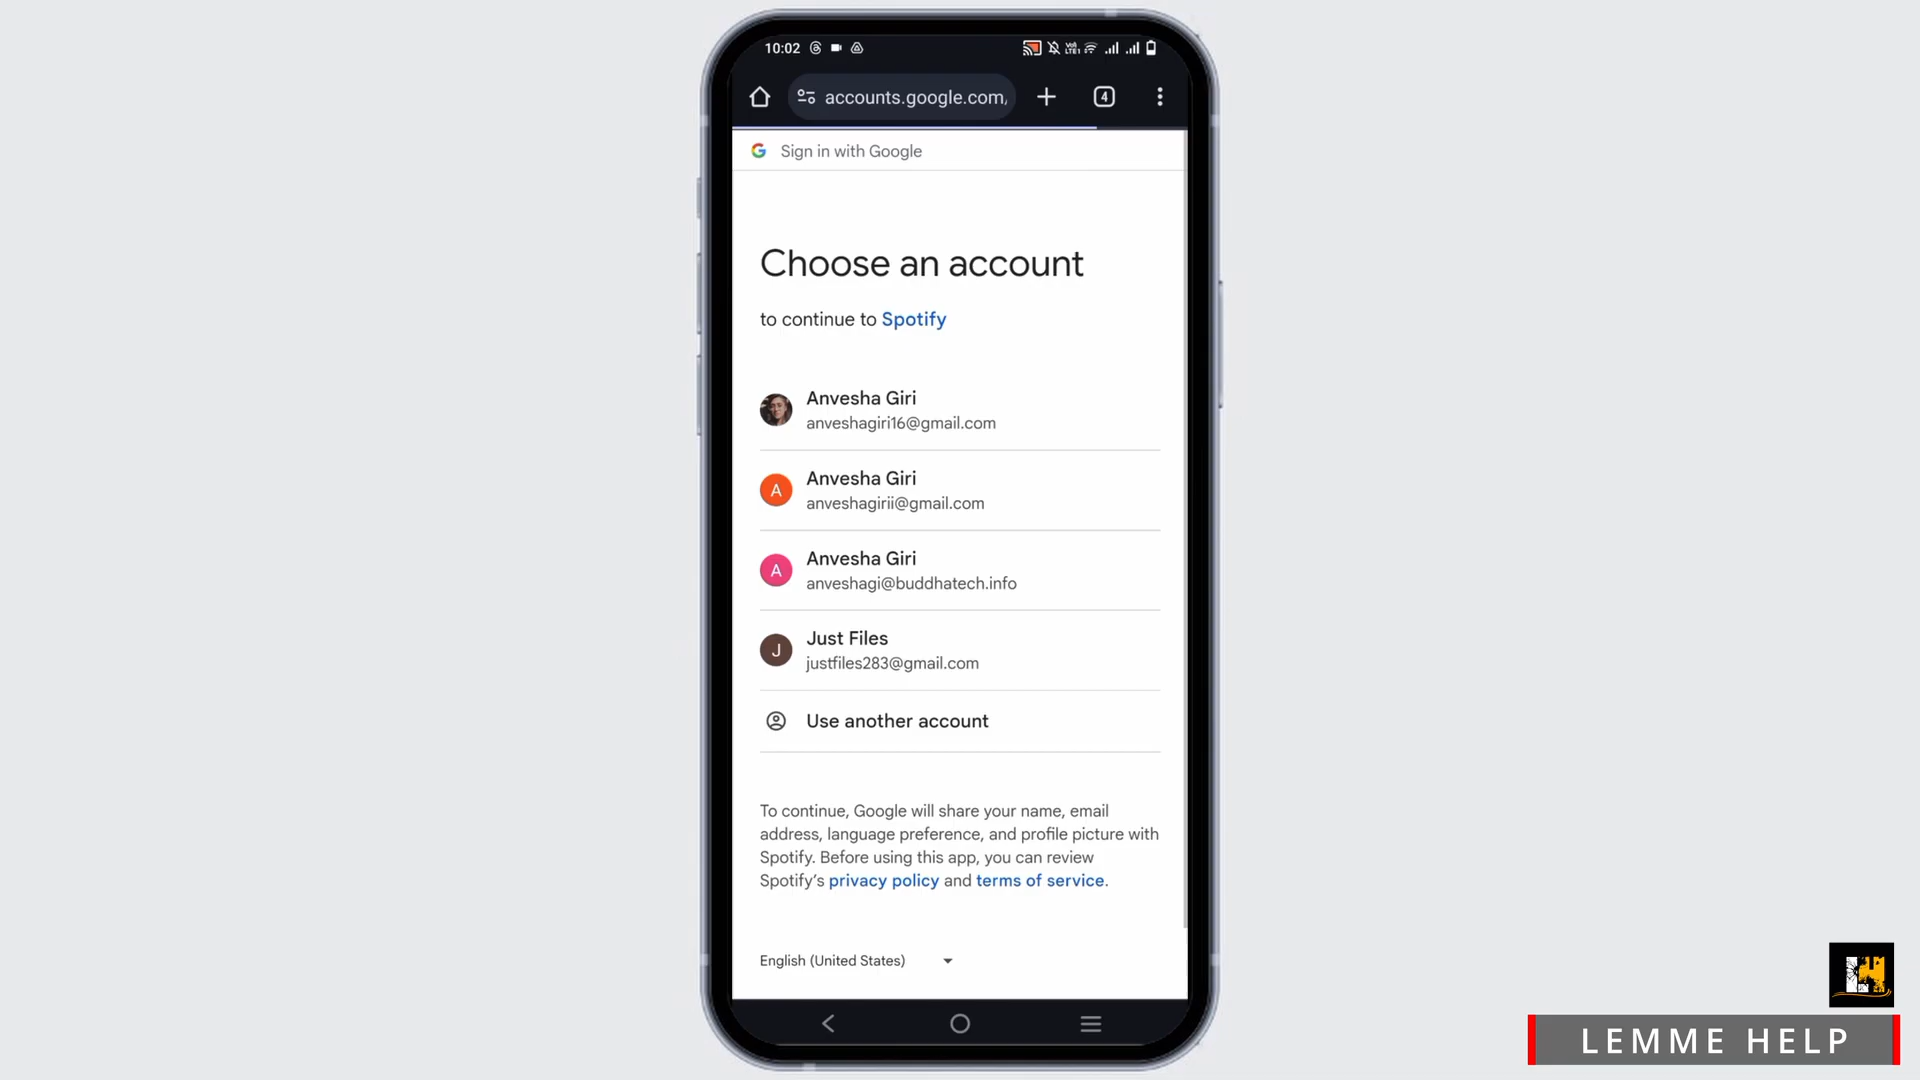 10:02
accounts.google.com/
4
Sign in with Google
Choose an account
to continue to Spotify
Anvesha Giri
anveshagiri16@gmail.com
A
Anvesha Giri
anveshagirii@gmail.com
A
Anvesha Giri
anveshagi@buddhatech.info
J
Just Files
justfiles283@gmail.com
Use another account
To continue, Google will share your name, email
address, language preference, and profile picture with
Spotify. Before using this app, you can review
Spotify's privacy policy and terms of service.
English (United States)
LEMME HELP